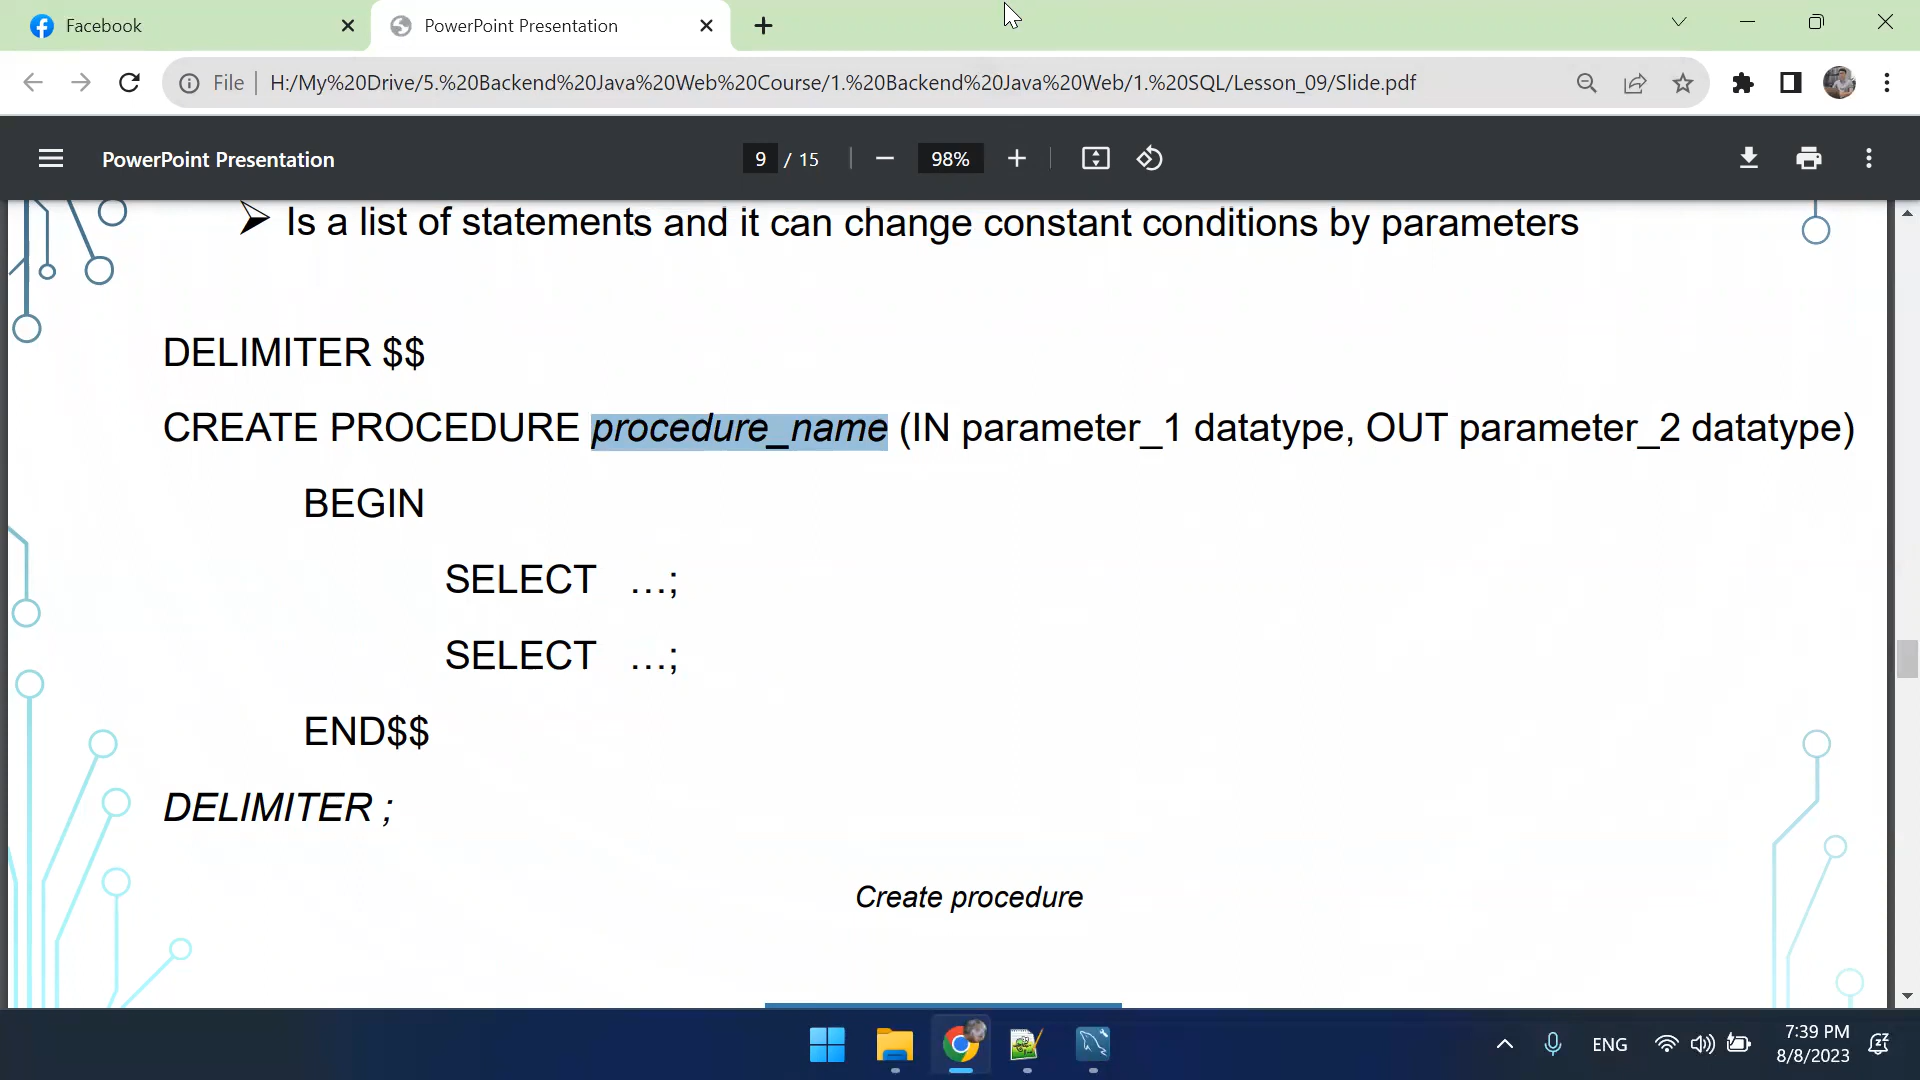 Facebook
PowerPoint Presentation
File
H:/My%20Drive/5.%20Backend%20Java%20Web%20Course/1.%20Backend%20Java%20Web/1.%20SQL/Lesson_09/Slide.pdf
PowerPoint Presentation
9 / 15
98%
Is a list of statements and it can change constant conditions by parameters
DELIMITER $$
CREATE PROCEDURE procedure_name (IN parameter_1 datatype, OUT parameter_2 datatype)
BEGIN
SELECT …;
SELECT …;
END$$
DELIMITER ;
Create procedure
ENG
7:39 PM
8/8/2023